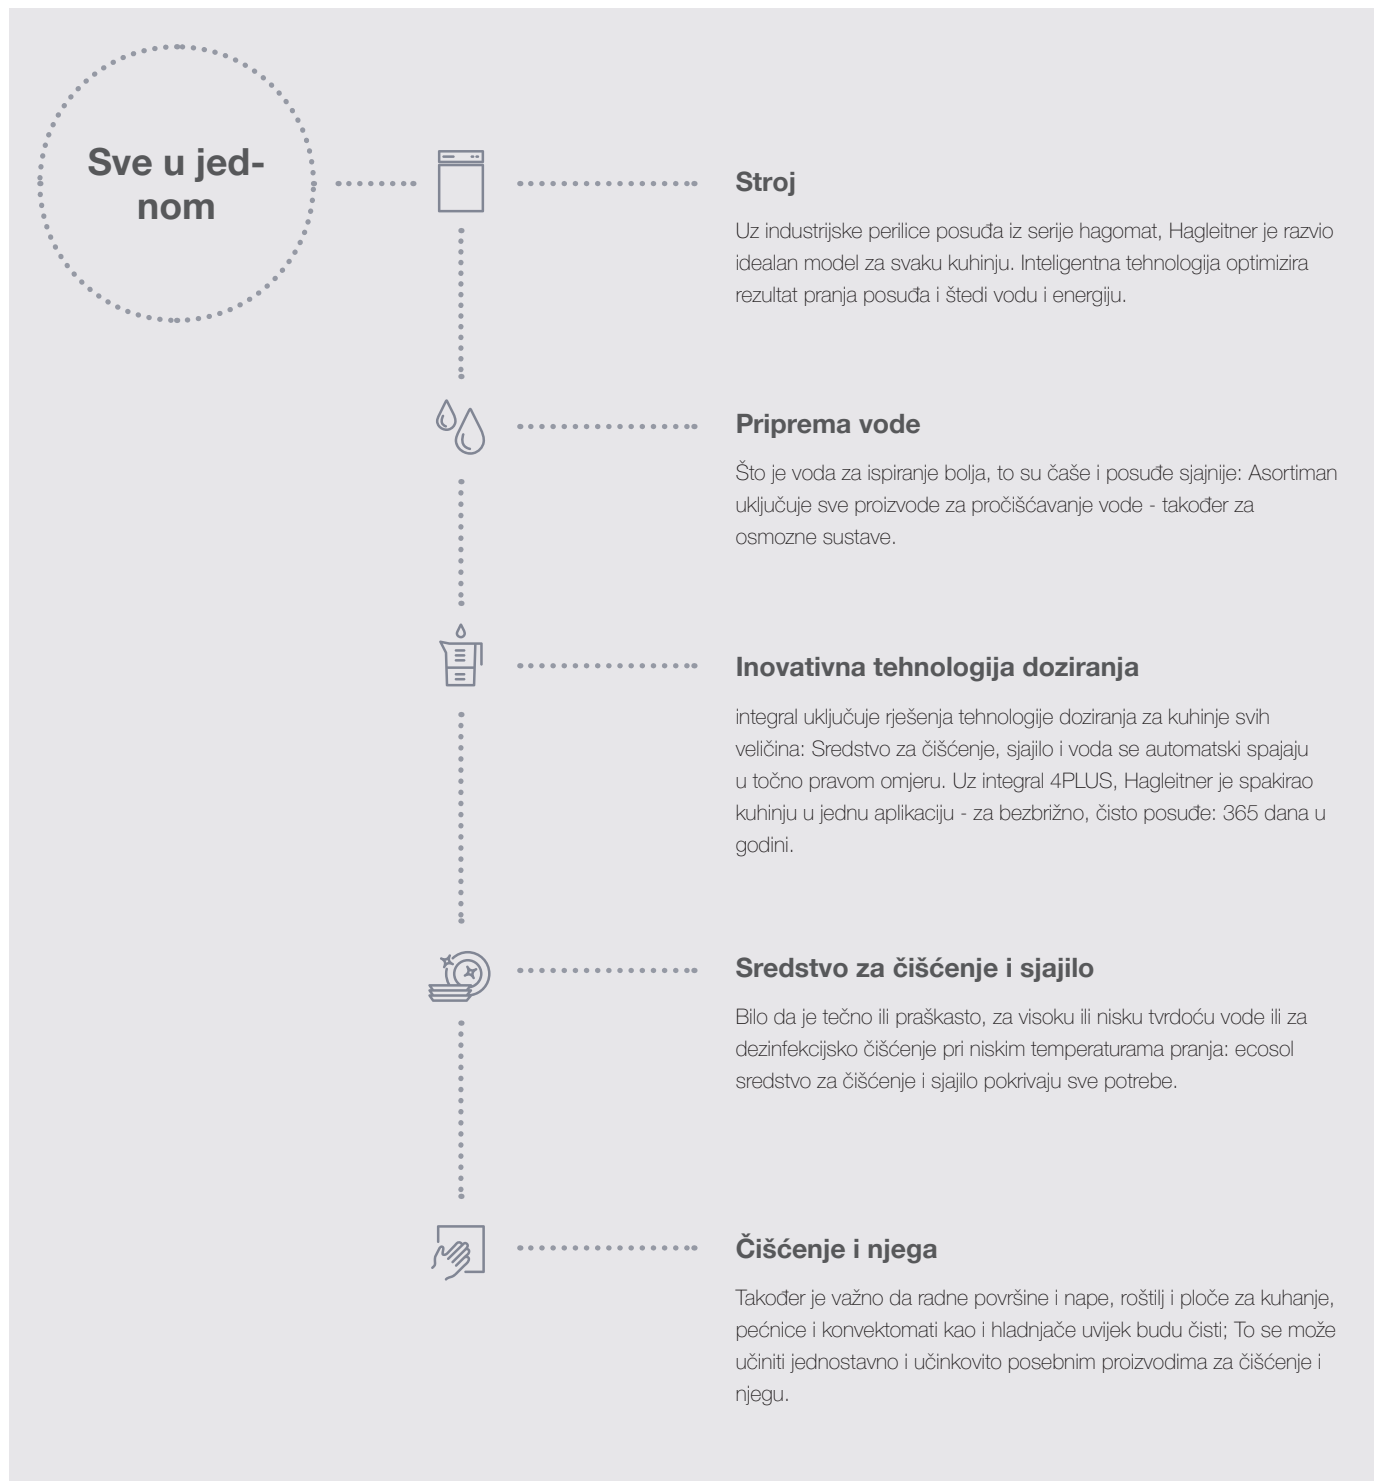 Sve u jed-
nom
Stroj
Uz industrijske perilice posuđa iz serije hagomat, Hagleitner je razvio
idealan model za svaku kuhinju. Inteligentna tehnologija optimizira
rezultat pranja posuđa i štedi vodu i energiju.
Priprema vode
Što je voda za ispiranje bolja, to su čaše i posuđe sjajnije: Asortiman
uključuje sve proizvode za pročišćavanje vode - također za
osmozne sustave.
Inovativna tehnologija doziranja
integral uključuje rješenja tehnologije doziranja za kuhinje svih
veličina: Sredstvo za čišćenje, sjajilo i voda se automatski spajaju
u točno pravom omjeru. Uz integral 4PLUS, Hagleitner je spakirao
kuhinju u jednu aplikaciju - za bezbrižno, čisto posuđe: 365 dana u
godini.
Sredstvo za čišćenje i sjajilo
Bilo da je tečno ili praškasto, za visoku ili nisku tvrdoću vode ili za
dezinfekcijsko čišćenje pri niskim temperaturama pranja: ecosol
sredstvo za čišćenje i sjajilo pokrivaju sve potrebe.
Čišćenje i njega
Također je važno da radne površine i nape, roštilj i ploče za kuhanje,
pećnice i konvektomati kao i hladnjače uvijek budu čisti; To se može
učiniti jednostavno i učinkovito posebnim proizvodima za čišćenje i
njegu.